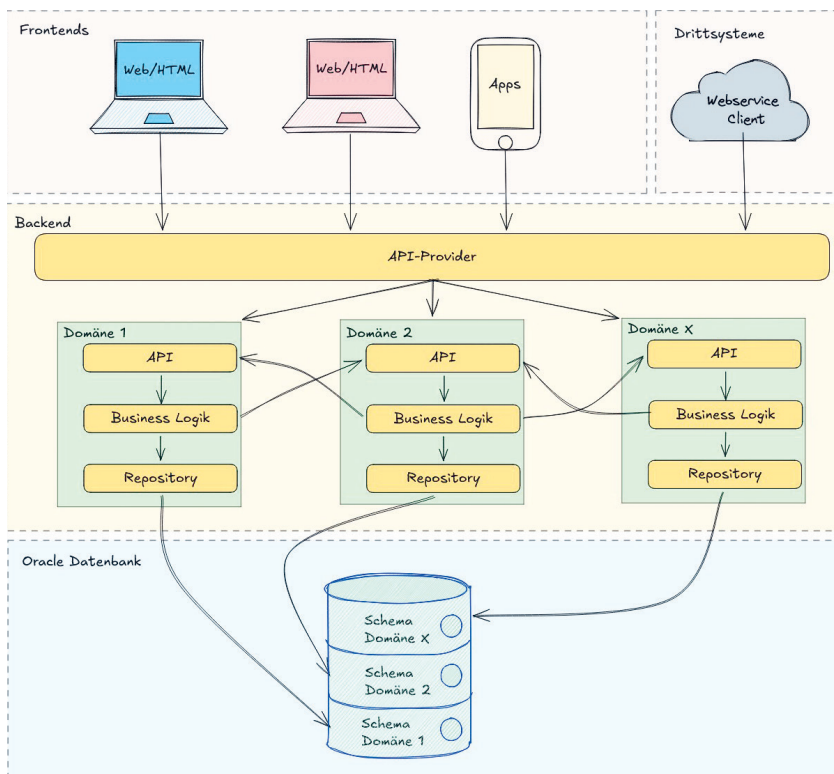 Frontends
Drittsysteme
Web/HTML
Web/HTML
Apps
Webservice
Client
Backend
API-Provider
Domäne 1
API
Business Logik
Repository
Domäne 2
API
Business Logik
Repository
Domäne X
API
Business Logik
Repository
Oracle Datenbank
Schema
Domäne X
Schema
Domäne 2
Schema
Domäne 1